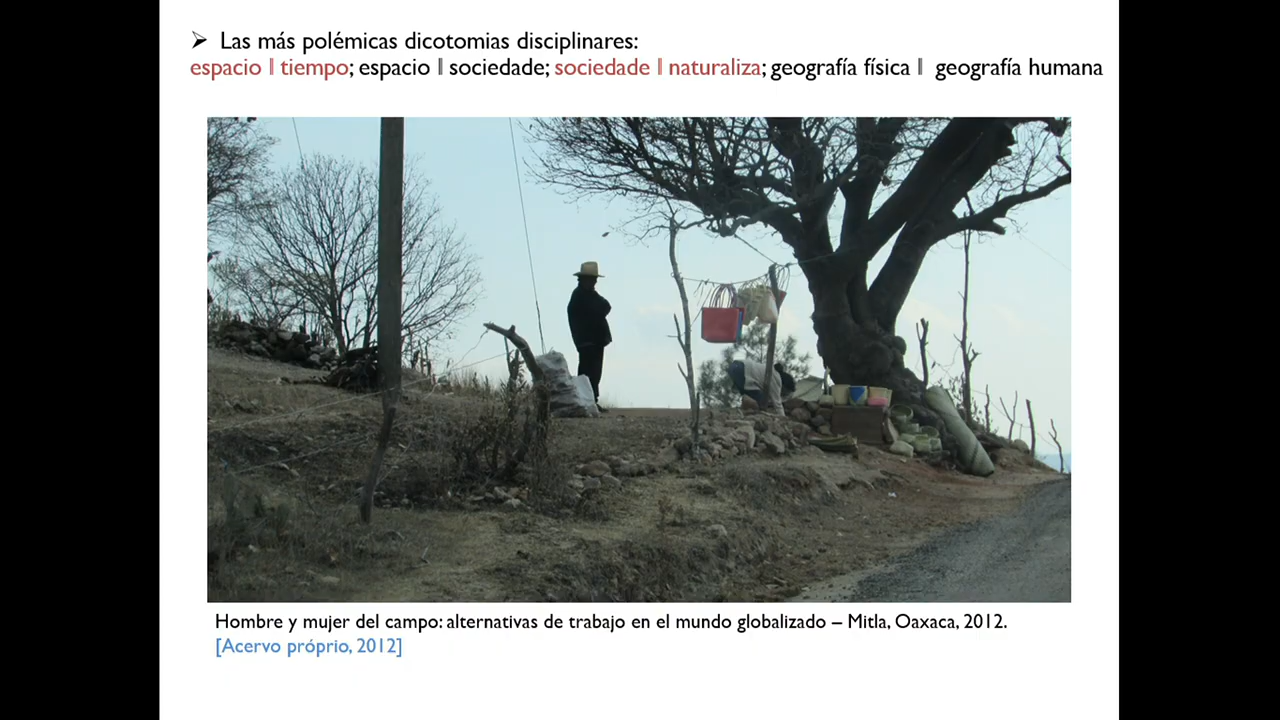 ➢ Las más polémicas dicotomias disciplinares:
espacio ǁ tiempo; espacio ǁ sociedade; sociedade ǁ naturaliza; geografía física ǁ geografía humana
Hombre y mujer del campo: alternativas de trabajo en el mundo globalizado – Mitla, Oaxaca, 2012.
[Acervo próprio, 2012]